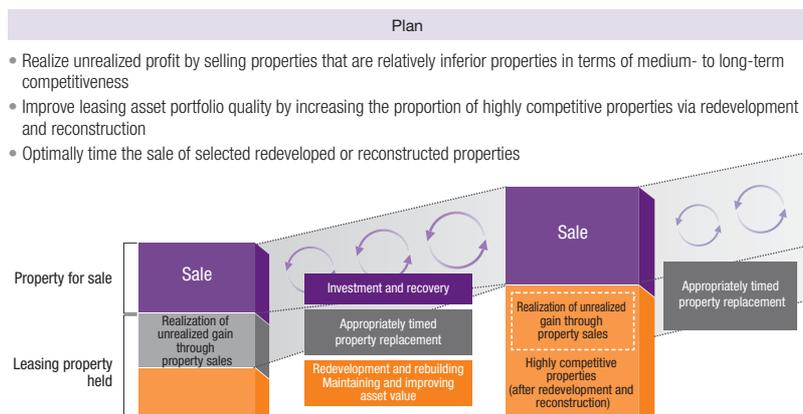 Plan
• Realize unrealized profit by selling properties that are relatively inferior properties in terms of medium- to long-term
competitiveness
• Improve leasing asset portfolio quality by increasing the proportion of highly competitive properties via redevelopment
and reconstruction
• Optimally time the sale of selected redeveloped or reconstructed properties
Property for sale
Sale
Leasing property
held
Realization of
unrealized gain
through
property sales
Investment and recovery
Appropriately timed
property replacement
Redevelopment and rebuilding
Maintaining and improving
asset value
Sale
Realization of unrealized
gain through
property sales
Highly competitive
properties
(after redevelopment and
reconstruction)
Appropriately timed
property replacement